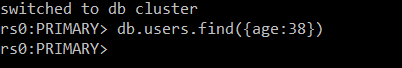 switched to db cluster
rs0:PRIMARY> db.users.find({age:38})
rs0:PRIMARY>